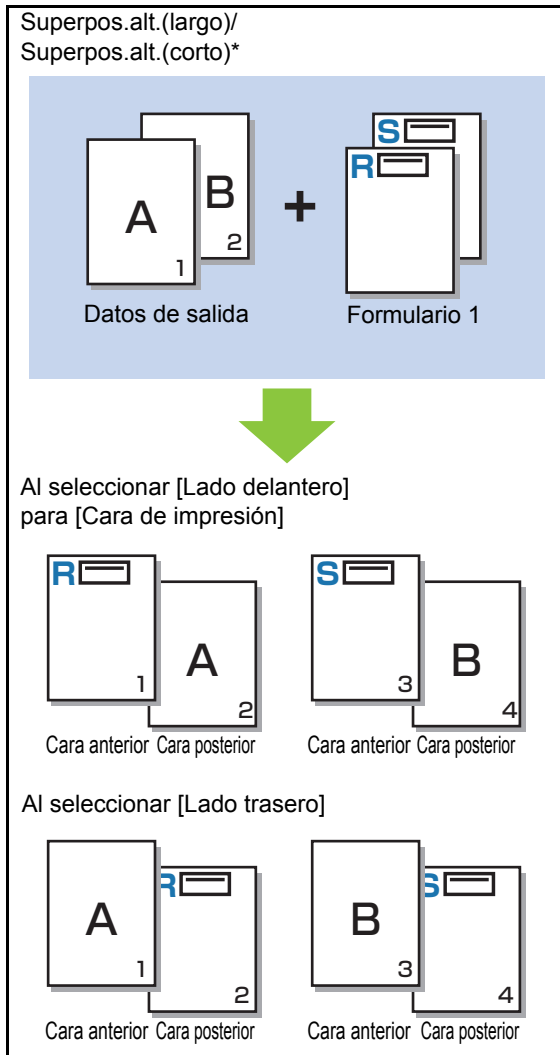 Superpos.alt.(largo)/
Superpos.alt.(corto)*
A
1
B
2
+
R
S
Datos de salida
Formulario 1
Al seleccionar [Lado delantero]
para [Cara de impresión]
R
1
A
2
S
3
B
4
Cara anterior Cara posterior
Cara anterior Cara posterior
Al seleccionar [Lado trasero]
A
1
R
2
B
3
S
4
Cara anterior Cara posterior
Cara anterior Cara posterior